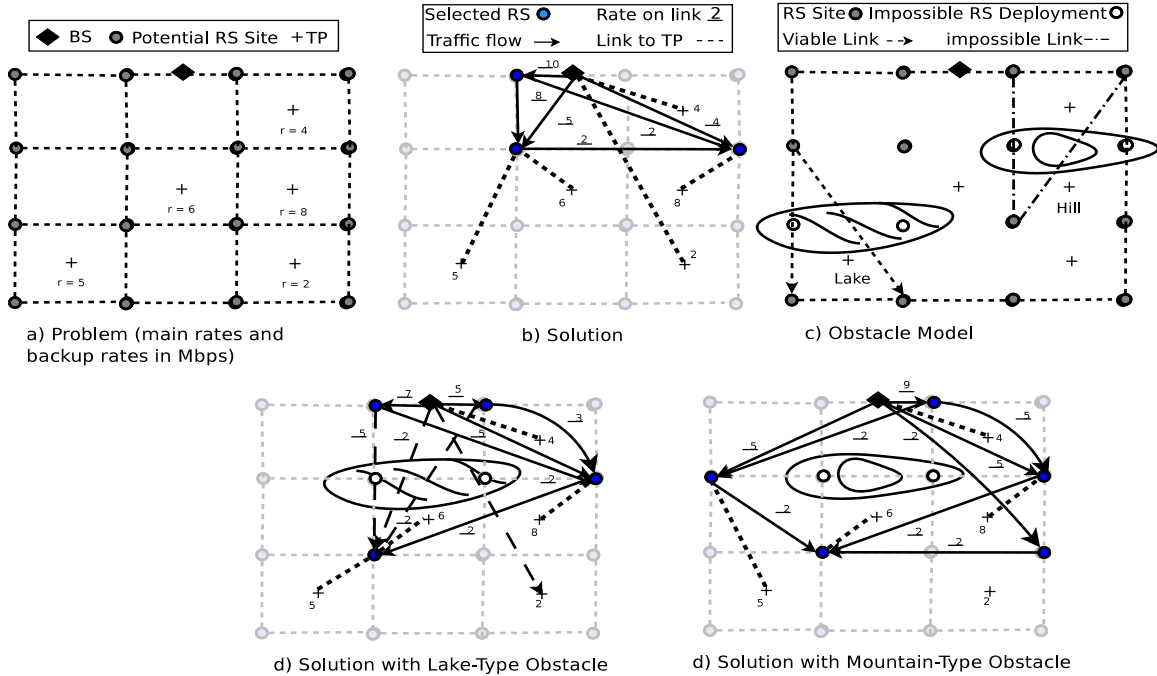 BS Potential RS Site +TP
r = 4
r = 6
r = 8
r = 5
r = 2
a) Problem (main rates and
backup rates in Mbps)
Selected RS Rate on link 2
Traffic flow Link to TP
10
8
4
5
4
2
2
6
8
5
2
b) Solution
RS Site Impossible RS Deployment
Viable Link impossible Link
Hill
Lake
c) Obstacle Model
7
5
3
5
2
5
4
2
2
6
2
8
5
2
d) Solution with Lake-Type Obstacle
9
5
5
2
2
4
5
2
6
8
2
2
5
2
d) Solution with Mountain-Type Obstacle